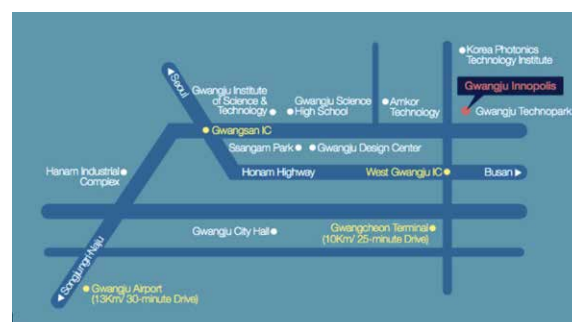 Korea Photonics
Technology Institute
Gwangju Innopolis
◀Seoul
Gwangju Institute
of Science &
Technology
Gwangju Science
High School
Amkor
Technology
Gwangju Technopark
Gwangsan IC
Ssangam Park
Gwangju Design Center
Hanam Industrial
Complex
Honam Highway
West Gwangju IC
Busan▶
Gwangju City Hall
Gwangcheon Terminal
(10Km/ 25-minute Drive)
◀Songjungri·Naju
Gwangju Airport
(13Km/ 30-minute Drive)